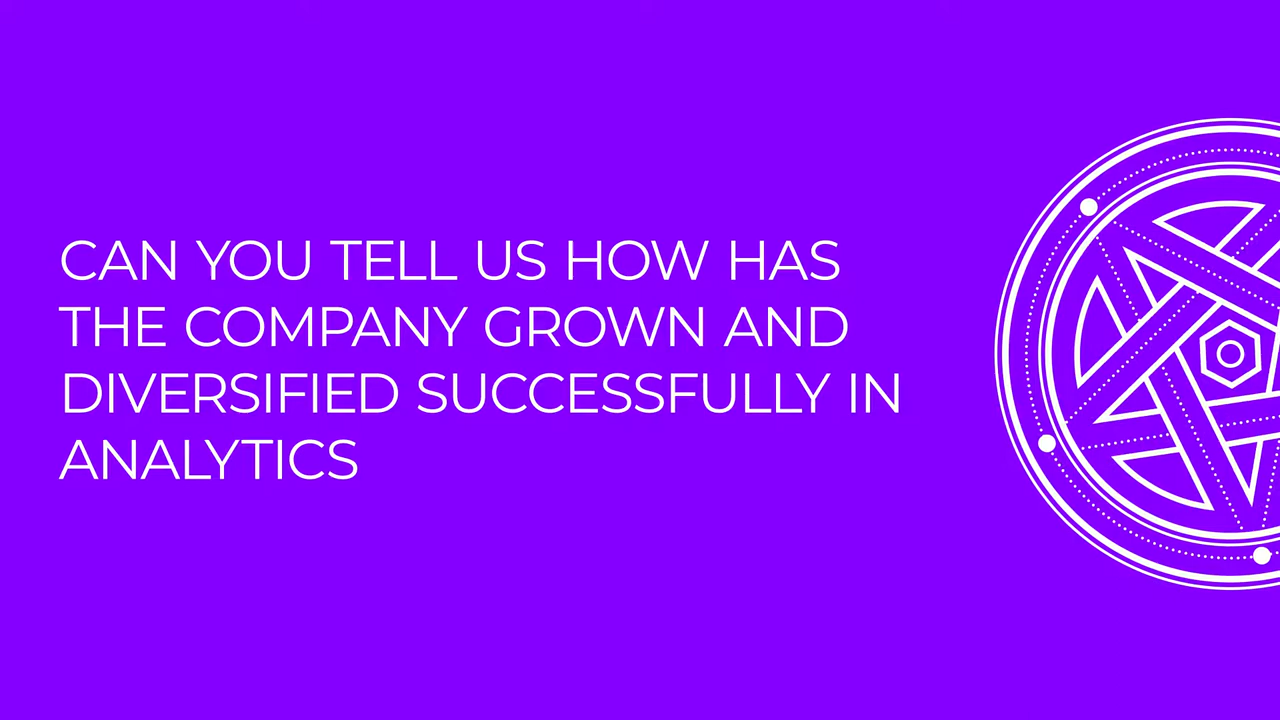 CAN YOU TELL US HOW HAS
THE COMPANY GROWN AND
DIVERSIFIED SUCCESSFULLY IN
ANALYTICS